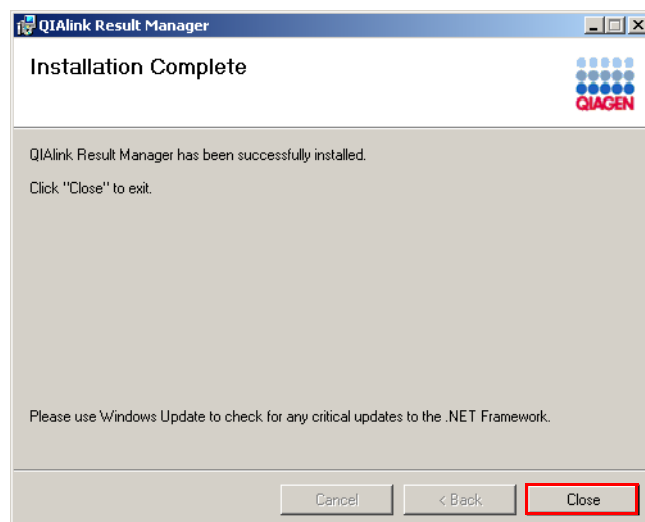 QIAlink Result Manager
Installation Complete
QIAGEN
QIAlink Result Manager has been successfully installed.
Click "Close" to exit.
Please use Windows Update to check for any critical updates to the .NET Framework.
Cancel
< Back
Close